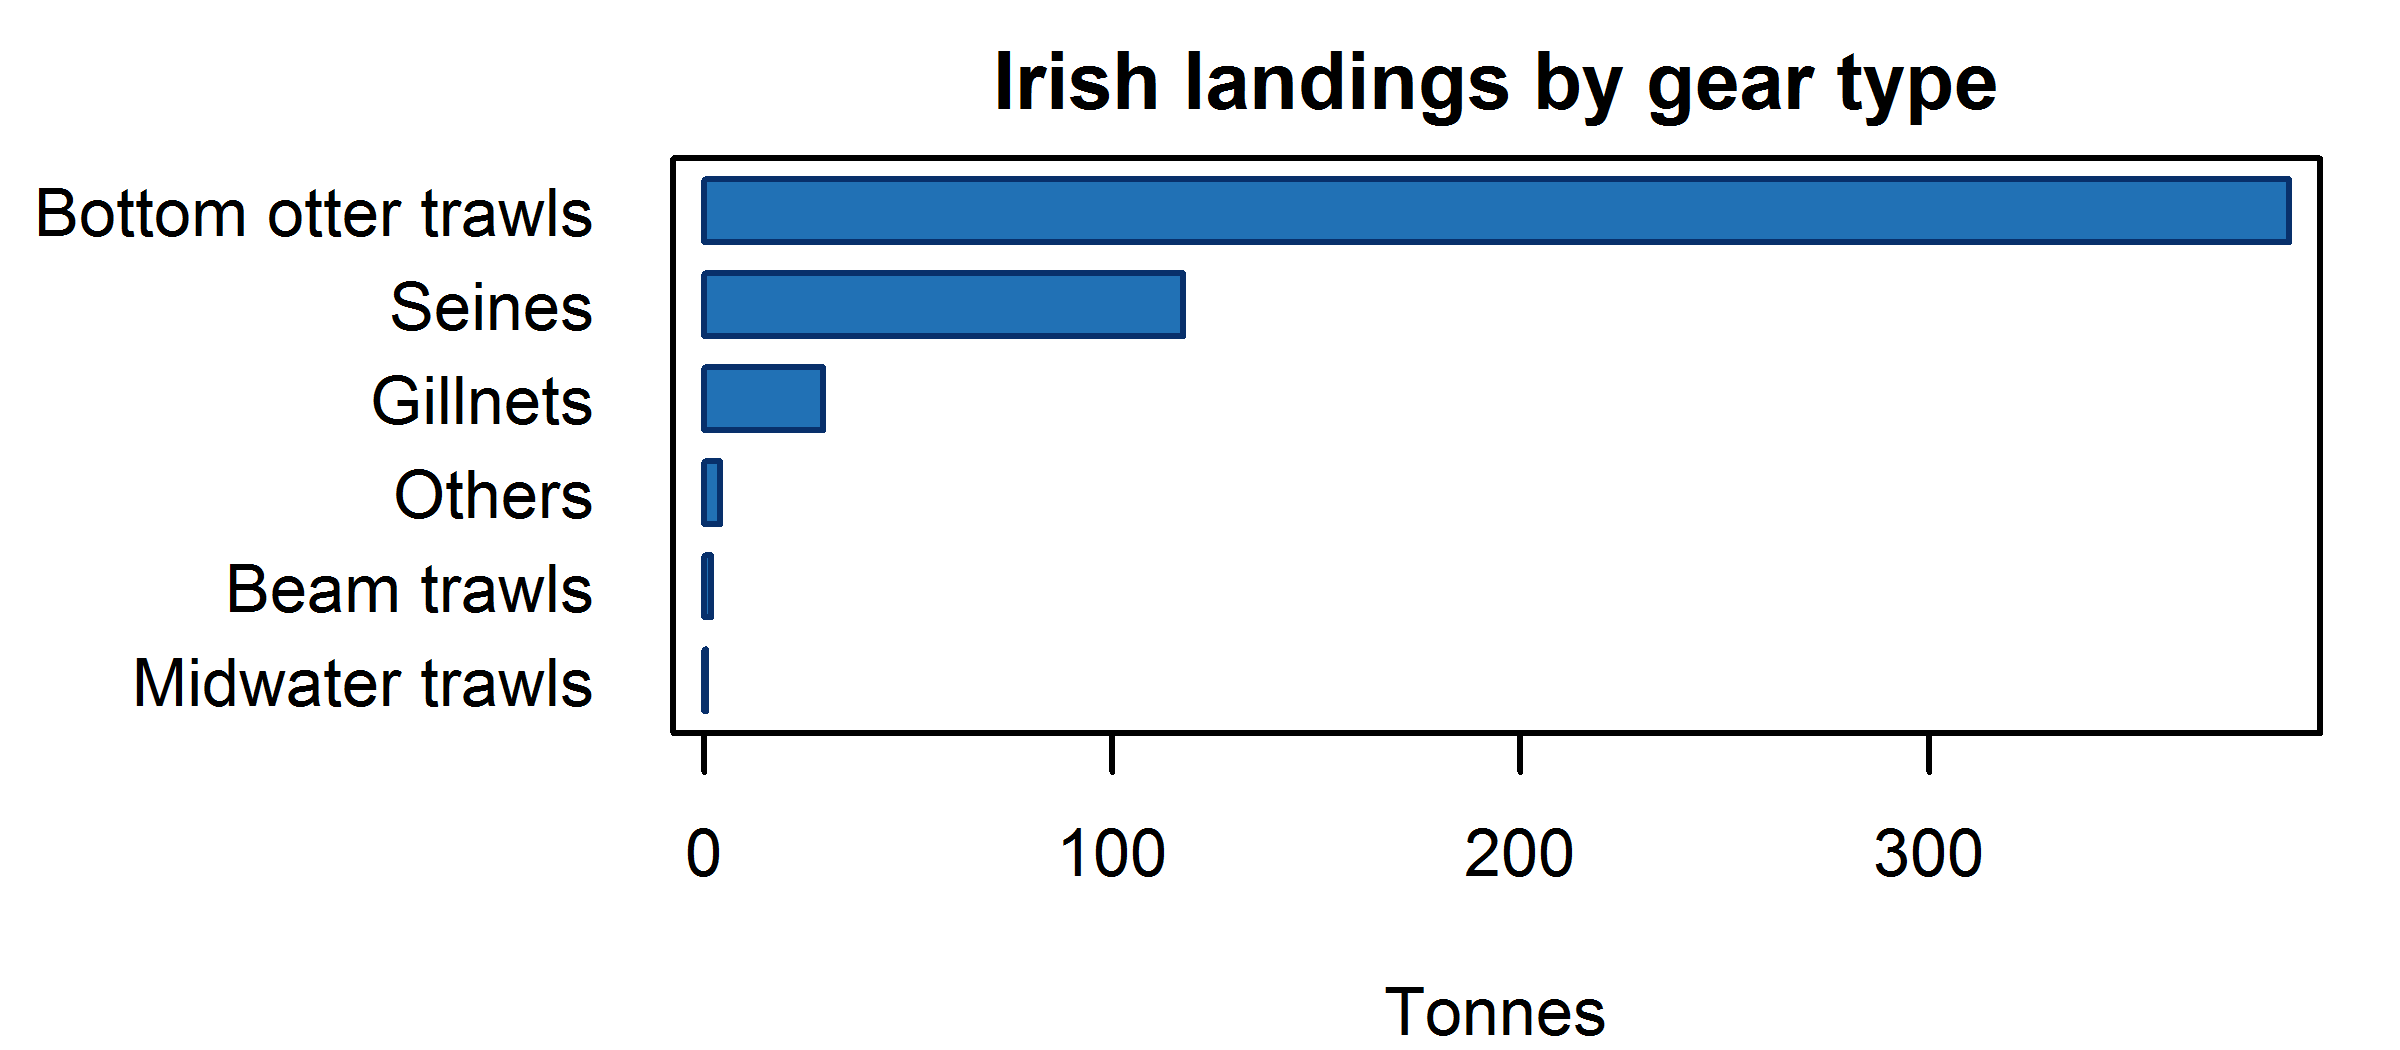 Irish landings by gear type
Bottom otter trawls
Seines
Gillnets
Others
Beam trawls
Midwater trawls
0 100 200 300
Tonnes